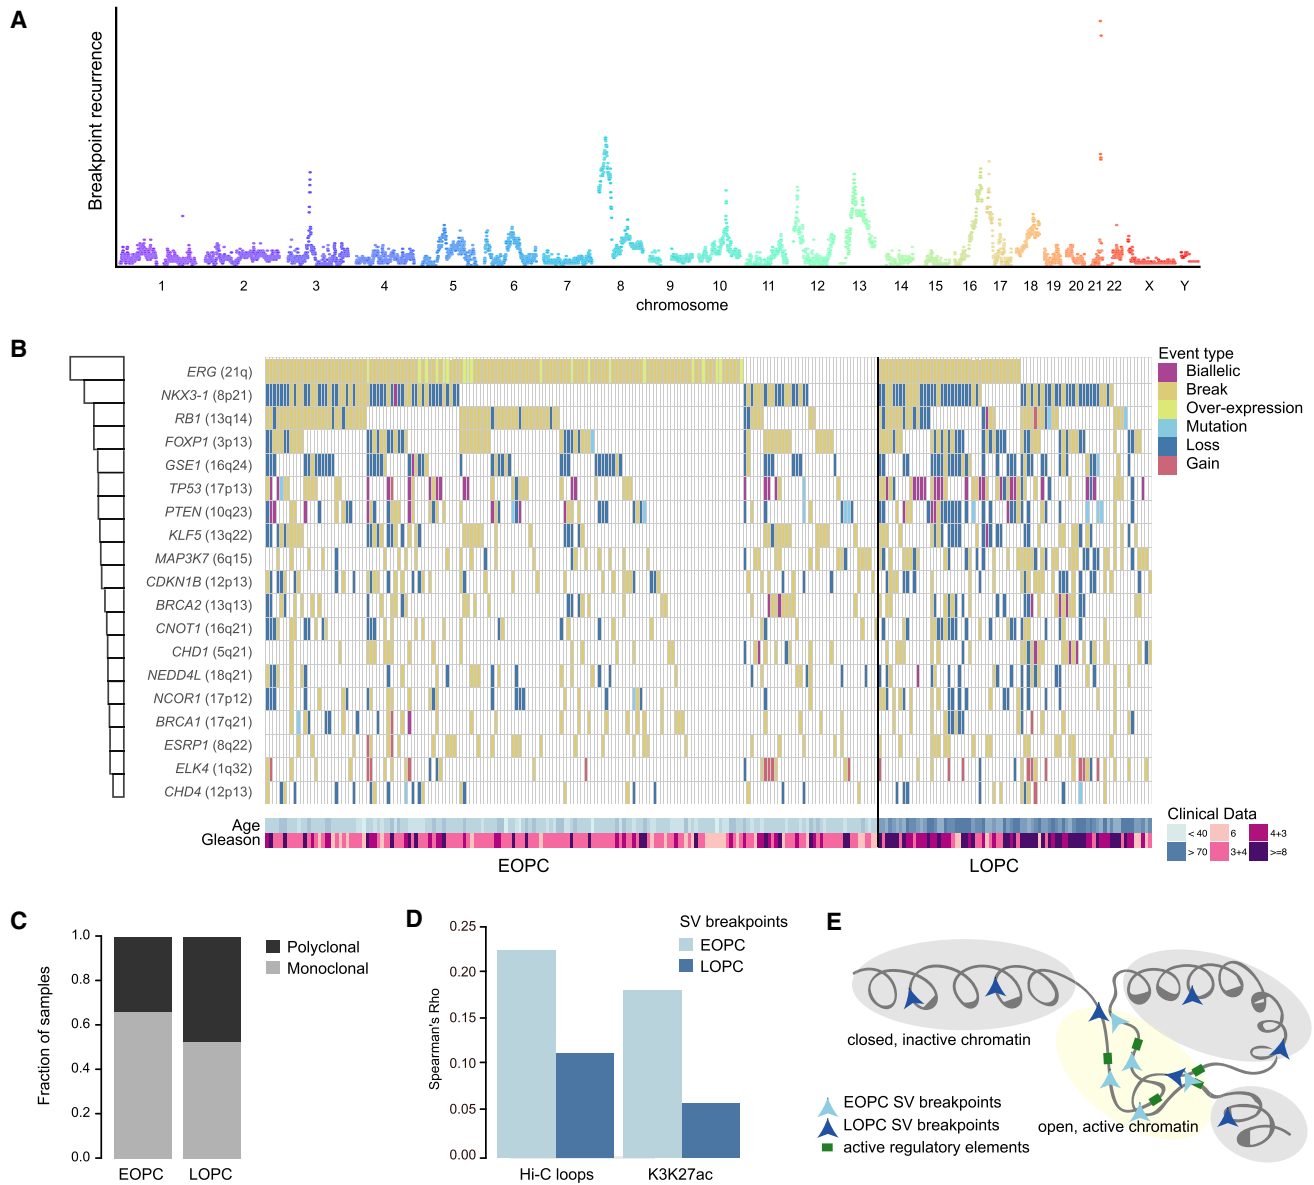 A
Breakpoint recurrence
1 2 3 4 5 6 7 8 9 10 11 12 13 14 15 16 17 18 19 20 21 22 X Y
chromosome
B
ERG (21q)
NKX3-1 (8p21)
RB1 (13q14)
FOXP1 (3p13)
GSE1 (16q24)
TP53 (17p13)
PTEN (10q23)
KLF5 (13q22)
MAP3K7 (6q15)
CDKN1B (12p13)
BRCA2 (13q13)
CNOT1 (16q21)
CHD1 (5q21)
NEDD4L (18q21)
NCOR1 (17p12)
BRCA1 (17q21)
ESRP1 (8q22)
ELK4 (1q32)
CHD4 (12p13)
Age
Gleason
EOPC
LOPC
Event type
Biallelic
Break
Over-expression
Mutation
Loss
Gain
Clinical Data
< 40 6 4+3
> 70 3+4 >=8
C
Fraction of samples
1.0
0.8
0.6
0.4
0.2
0.0
EOPC LOPC
Polyclonal
Monoclonal
D
Spearman's Rho
0.25
0.20
0.15
0.10
0.05
0.00
Hi-C loops K3K27ac
SV breakpoints
EOPC
LOPC
E
closed, inactive chromatin
open, active chromatin
EOPC SV breakpoints
LOPC SV breakpoints
active regulatory elements